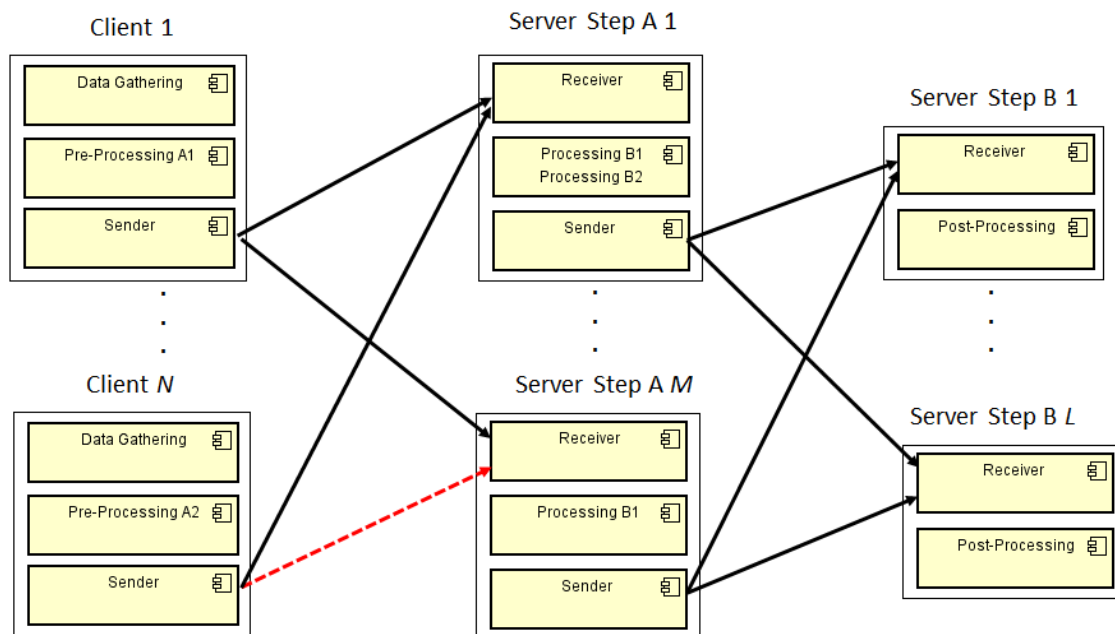 Client 1
Data Gathering
Pre-Processing A1
Sender
.
.
.
Client N
Data Gathering
Pre-Processing A2
Sender
Server Step A 1
Receiver
Processing B1
Processing B2
Sender
.
.
.
Server Step A M
Receiver
Processing B1
Sender
Server Step B 1
Receiver
Post-Processing
.
.
.
Server Step B L
Receiver
Post-Processing